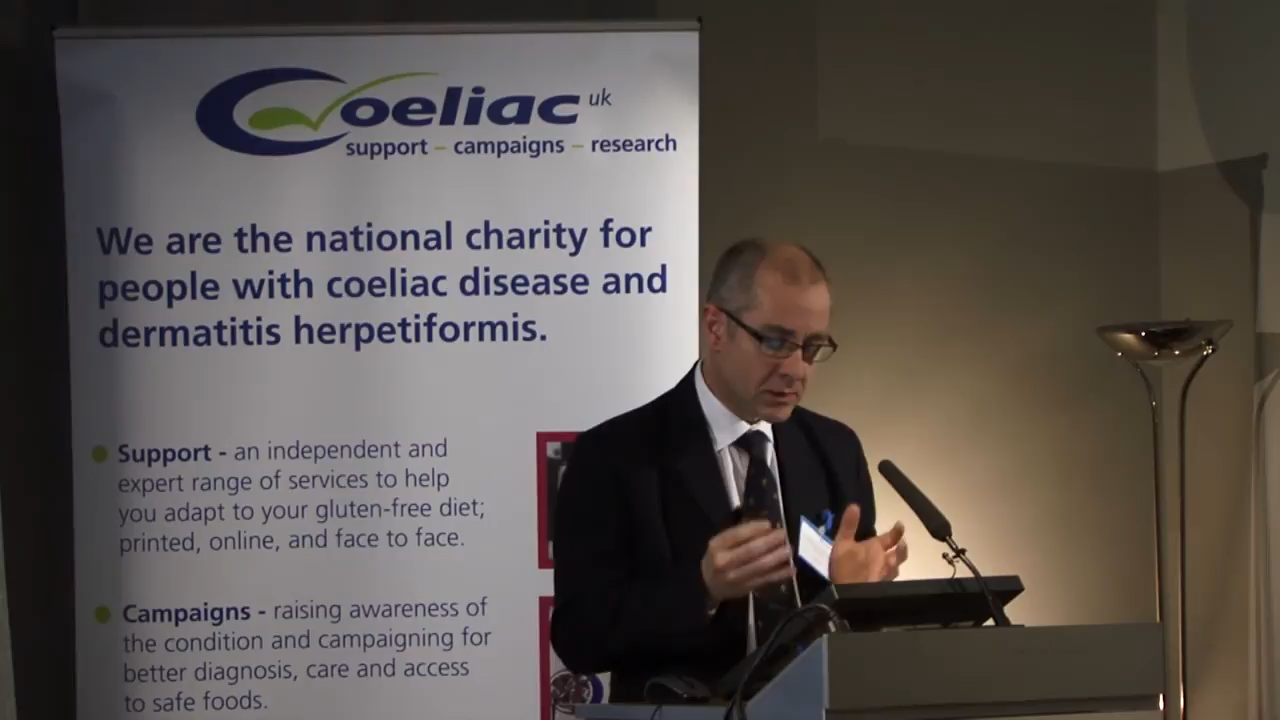 Coeliac uk
support – campaigns – research
We are the national charity for
people with coeliac disease and
dermatitis herpetiformis.
Support - an independent and
expert range of services to help
you adapt to your gluten-free diet;
printed, online, and face to face.
Campaigns - raising awareness of
the condition and campaigning for
better diagnosis, care and access
to safe foods.